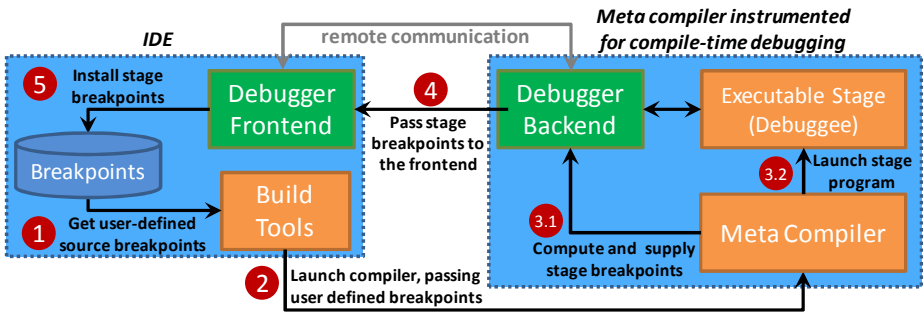 IDE
Meta compiler instrumented
for compile-time debugging
remote communication
5
Install stage
breakpoints
Debugger
Frontend
4
Pass stage
breakpoints to
the frontend
Debugger
Backend
Executable Stage
(Debuggee)
Breakpoints
3.2
Launch stage
program
1
Get user-defined
source breakpoints
Build
Tools
3.1
Compute and supply
stage breakpoints
Meta Compiler
2
Launch compiler, passing
user defined breakpoints